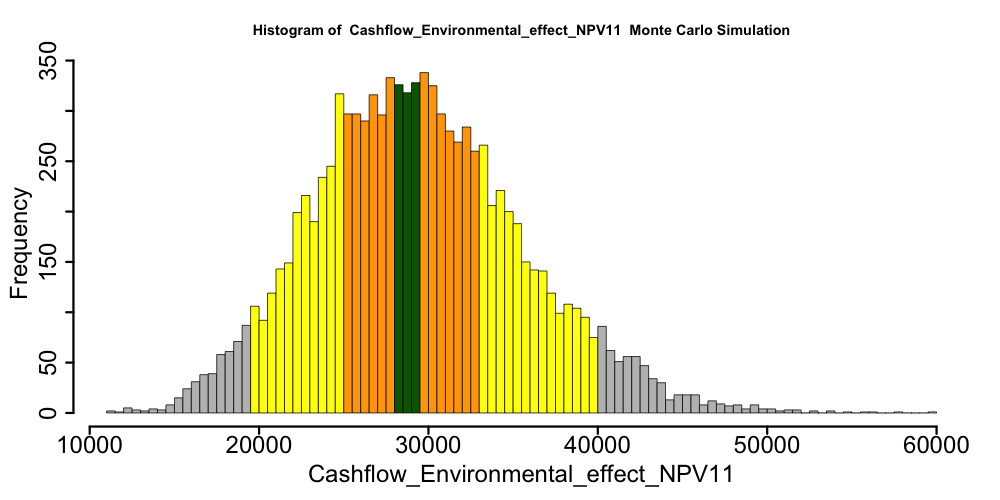 Histogram of  Cashflow_Environmental_effect_NPV11  Monte Carlo Simulation
Frequency
350
250
150
50
0
10000 20000 30000 40000 50000 60000
Cashflow_Environmental_effect_NPV11